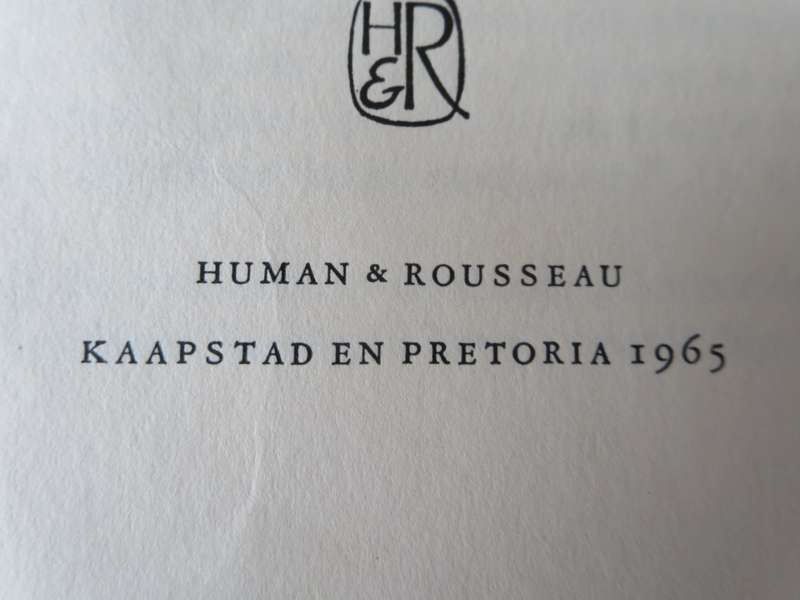 H
&R
HUMAN & ROUSSEAU
KAAPSTAD EN PRETORIA 1965